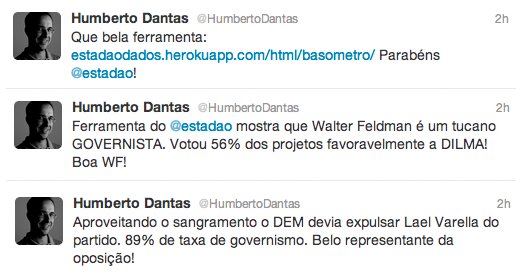 Humberto Dantas @HumbertoDantas 2h
Que bela ferramenta:
estadaodados.herokuapp.com/html/basometro/ Parabéns
@estadao!
Humberto Dantas @HumbertoDantas 2h
Ferramenta do @estadao mostra que Walter Feldman é um tucano
GOVERNISTA. Votou 56% dos projetos favoravelmente a DILMA!
Boa WF!
Humberto Dantas @HumbertoDantas 2h
Aproveitando o sangramento o DEM devia expulsar Lael Varella do
partido. 89% de taxa de governismo. Belo representante da
oposição!